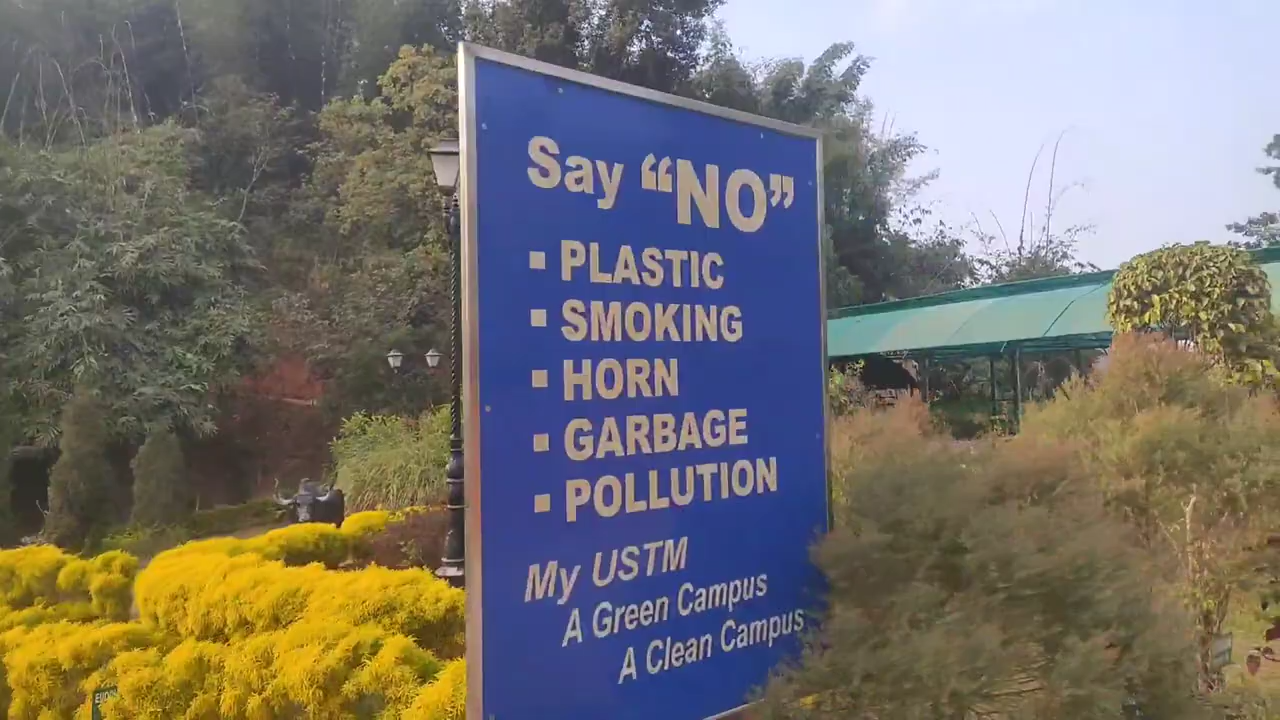 Say “NO”
▪ PLASTIC
▪ SMOKING
▪ HORN
▪ GARBAGE
▪ POLLUTION
My USTM
A Green Campus
A Clean Campus